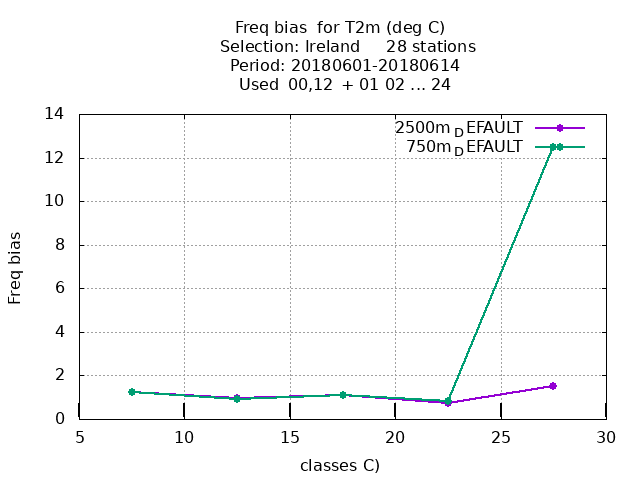 Freq bias for T2m (deg C)
Selection: Ireland 28 stations
Period: 20180601-20180614
Used 00,12 + 01 02 ... 24
14
12
10
8
6
4
2
0
Freq bias
2500m_DEFAULT
750m_DEFAULT
5 10 15 20 25 30
classes C)